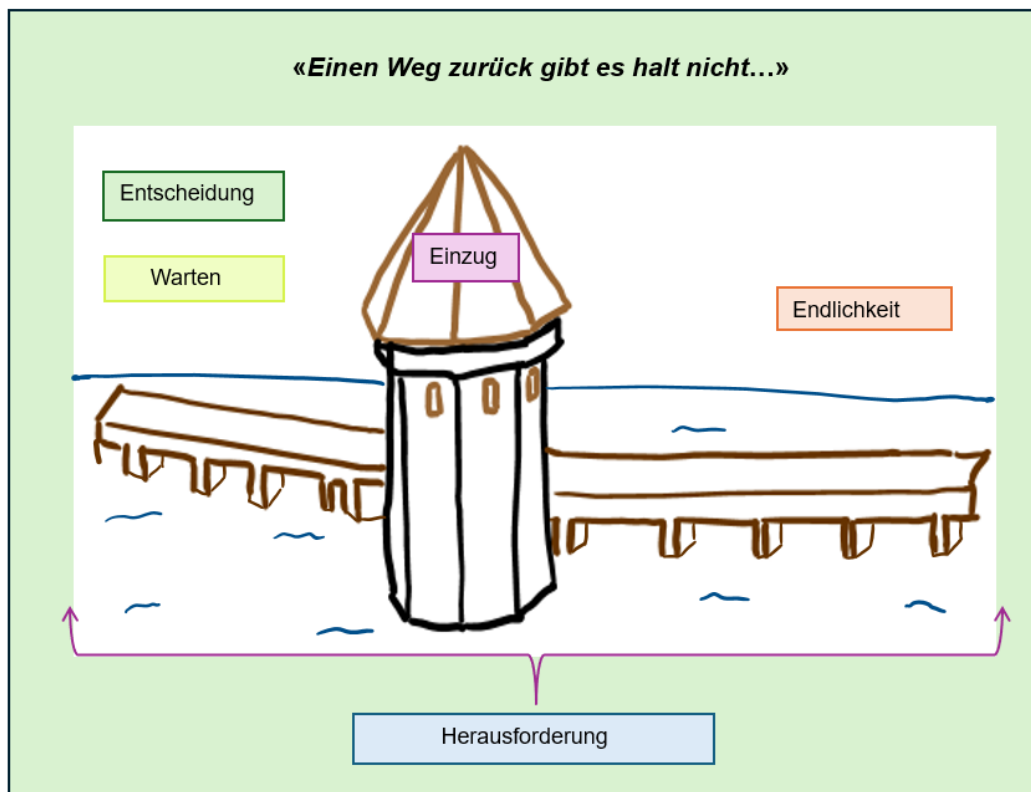 «Einen Weg zurück gibt es halt nicht…»
Entscheidung
Warten
Einzug
Endlichkeit
Herausforderung